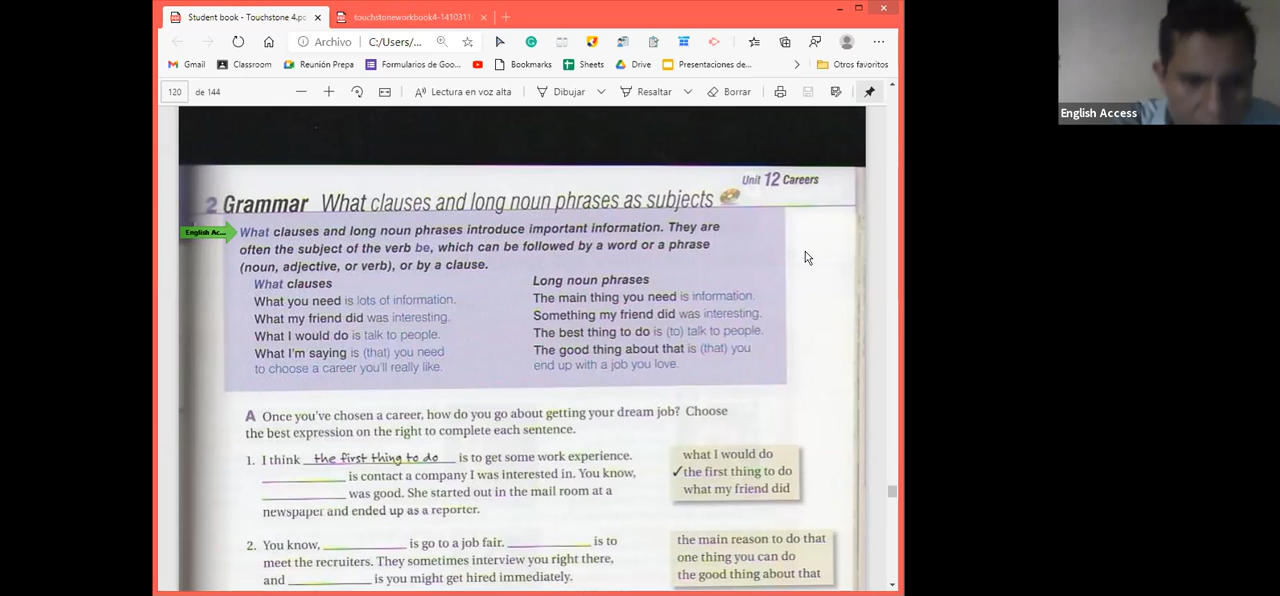 Student book - Touchstone 4.pc
touchstoneworkbook4-1410311
Archivo C:/Users/...
Gmail Classroom Reunión Prepa Formularios de Goo... Bookmarks Sheets Drive Presentaciones de... Otros favoritos
120 de 144 Lectura en voz alta Dibujar Resaltar Borrar
English Access
Unit 12 Careers
2 Grammar What clauses and long noun phrases as subjects
English Ac...
What clauses and long noun phrases introduce important information. They are
often the subject of the verb be, which can be followed by a word or a phrase
(noun, adjective, or verb), or by a clause.
What clauses
What you need is lots of information.
What my friend did was interesting.
What I would do is talk to people.
What I'm saying is (that) you need
to choose a career you'll really like.
Long noun phrases
The main thing you need is information.
Something my friend did was interesting.
The best thing to do is (to) talk to people.
The good thing about that is (that) you
end up with a job you love.
A Once you've chosen a career, how do you go about getting your dream job? Choose
the best expression on the right to complete each sentence.
1. I think the first thing to do is to get some work experience.
____________ is contact a company I was interested in. You know,
____________ was good. She started out in the mail room at a
newspaper and ended up as a reporter.
what I would do
✓the first thing to do
what my friend did
2. You know, ____________ is go to a job fair. ____________ is to
meet the recruiters. They sometimes interview you right there,
and ____________ is you might get hired immediately.
the main reason to do that
one thing you can do
the good thing about that